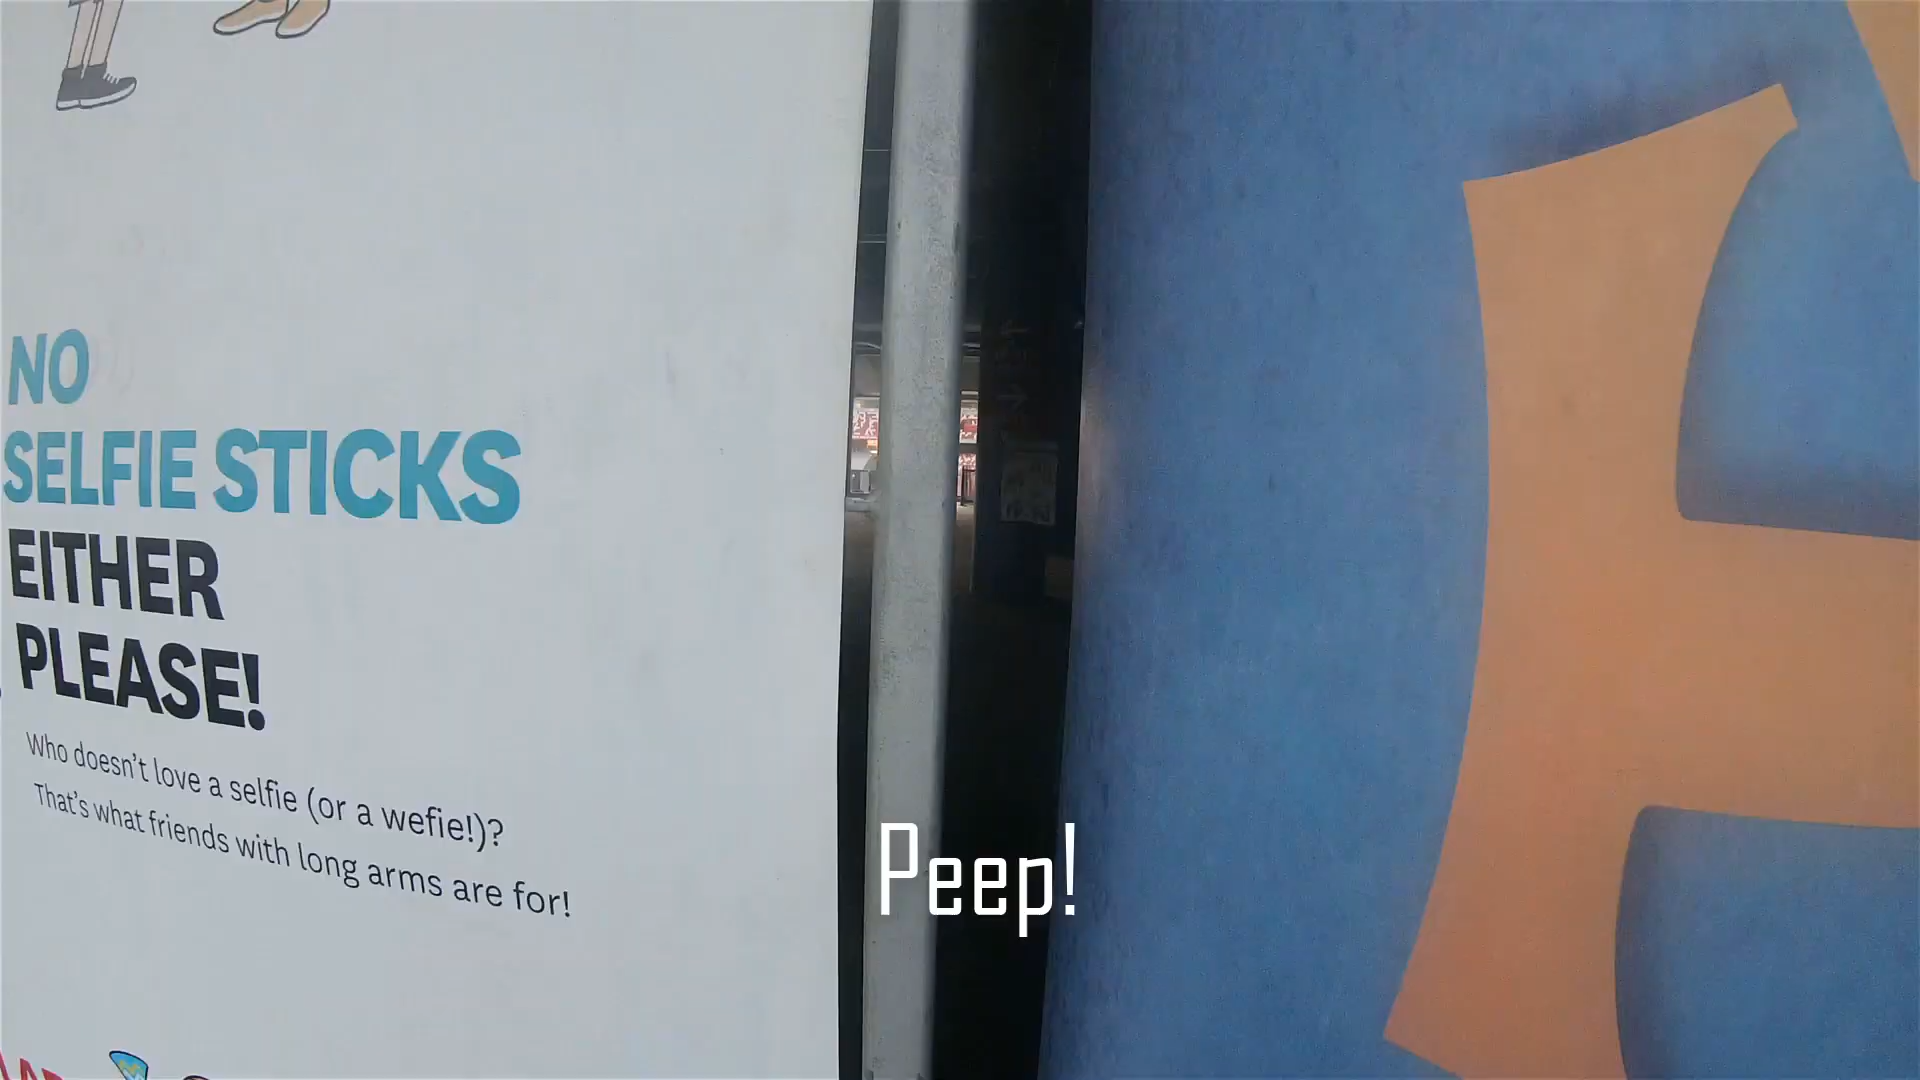 NO
SELFIE STICKS
EITHER
PLEASE!
Who doesn't love a selfie (or a wefie!)?
That's what friends with long arms are for!
Peep!